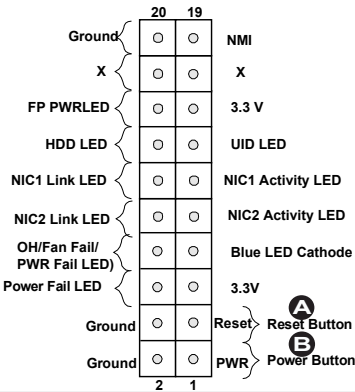 20 19
Ground NMI
X X
FP PWRLED 3.3 V
HDD LED UID LED
NIC1 Link LED NIC1 Activity LED
NIC2 Link LED NIC2 Activity LED
OH/Fan Fail/
PWR Fail LED) Blue LED Cathode
Power Fail LED 3.3V
A
Ground Reset Reset Button
B
Ground PWR Power Button
2 1